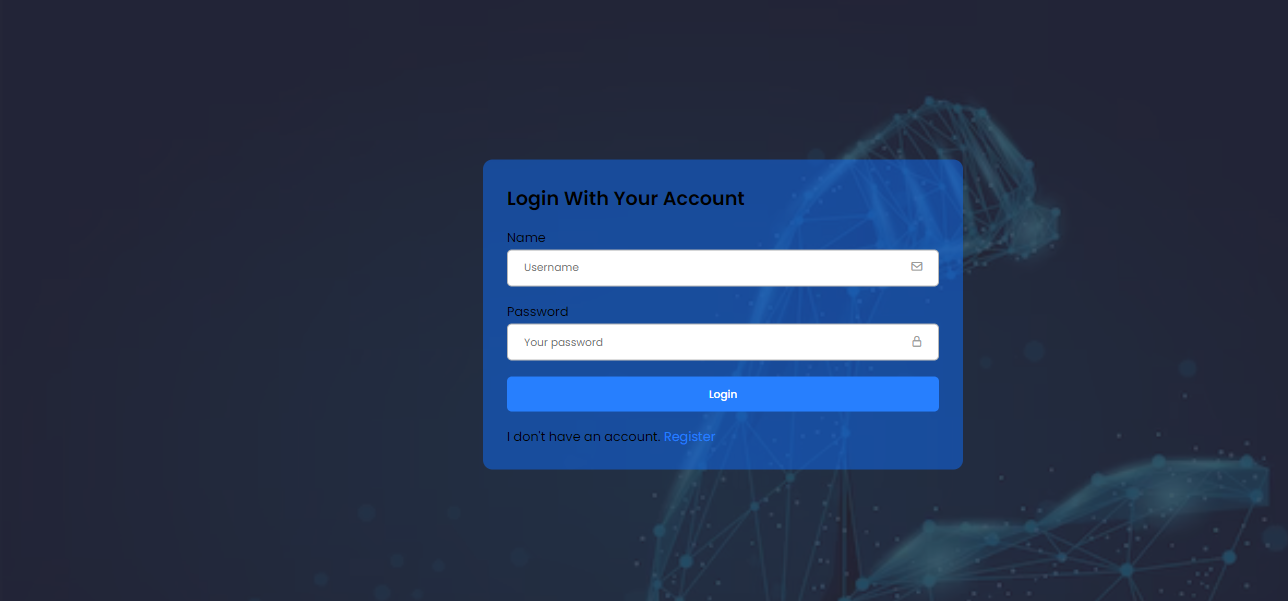 Login With Your Account
Name
Username
Password
Your password
Login
I don't have an account. Register